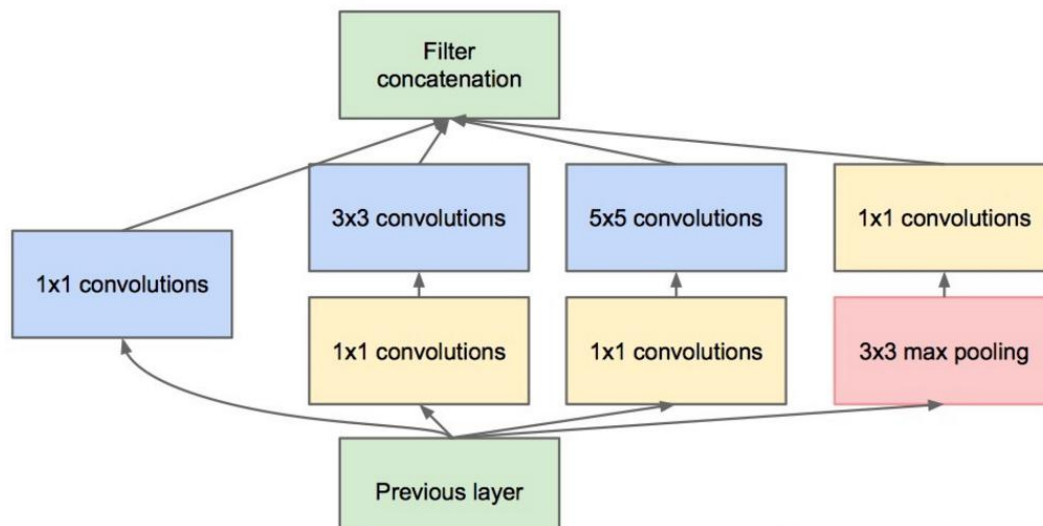 Filter
concatenation
3x3 convolutions
5x5 convolutions
1x1 convolutions
1x1 convolutions
1x1 convolutions
1x1 convolutions
3x3 max pooling
Previous layer